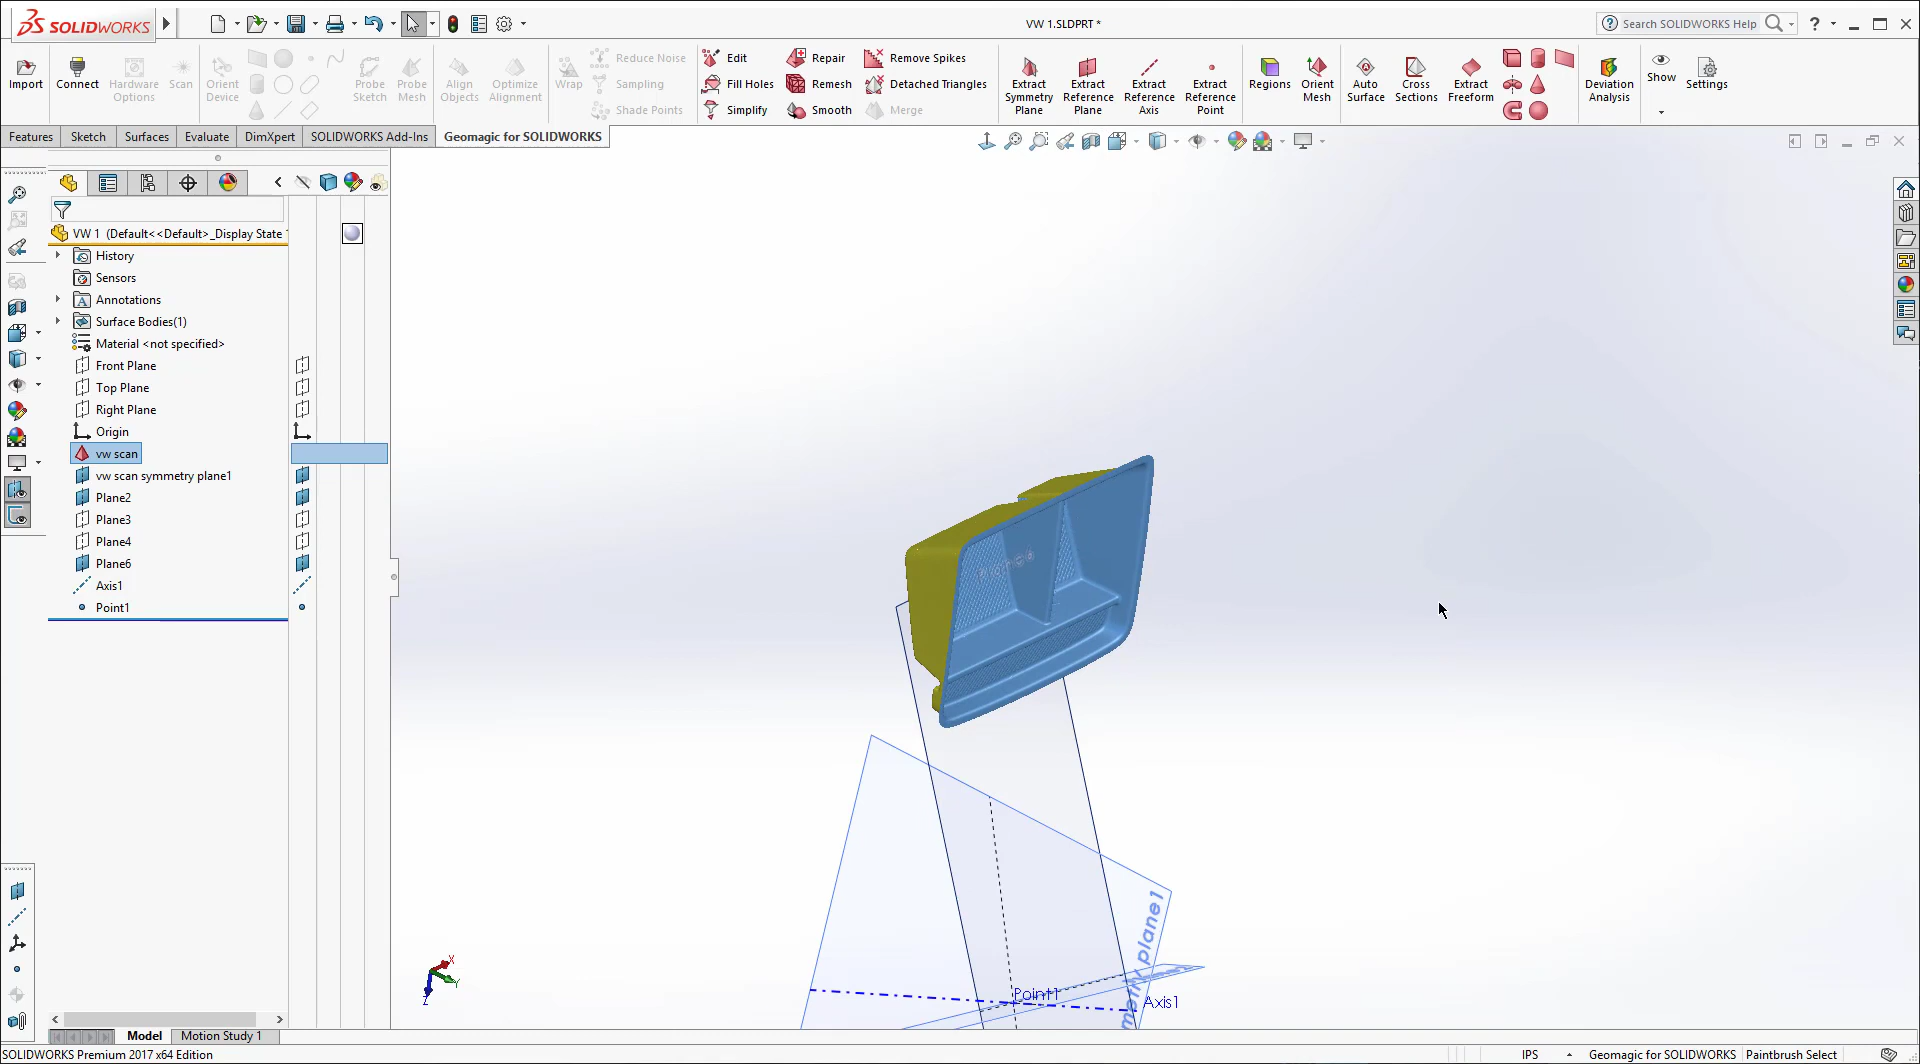 SOLIDWORKS
VW 1.SLDPRT *
Search SOLIDWORKS Help
Import
Connect
Hardware Options
Scan
Orient Device
Probe Sketch
Probe Mesh
Align Objects
Optimize Alignment
Wrap
Reduce Noise
Sampling
Shade Points
Edit
Fill Holes
Simplify
Repair
Remesh
Smooth
Remove Spikes
Detached Triangles
Merge
Extract Symmetry Plane
Extract Reference Plane
Extract Reference Axis
Extract Reference Point
Regions
Orient Mesh
Auto Surface
Cross Sections
Extract Freeform
Deviation Analysis
Show
Settings
Features
Sketch
Surfaces
Evaluate
DimXpert
SOLIDWORKS Add-Ins
Geomagic for SOLIDWORKS
VW 1 (Default<<Default>_Display State
History
Sensors
Annotations
Surface Bodies(1)
Material <not specified>
Front Plane
Top Plane
Right Plane
Origin
vw scan
vw scan symmetry plane1
Plane2
Plane3
Plane4
Plane6
Axis1
Point1
plane1
Point1
Axis1
X
Y
Z
Model
Motion Study 1
SOLIDWORKS Premium 2017 x64 Edition
IPS
Geomagic for SOLIDWORKS
Paintbrush Select